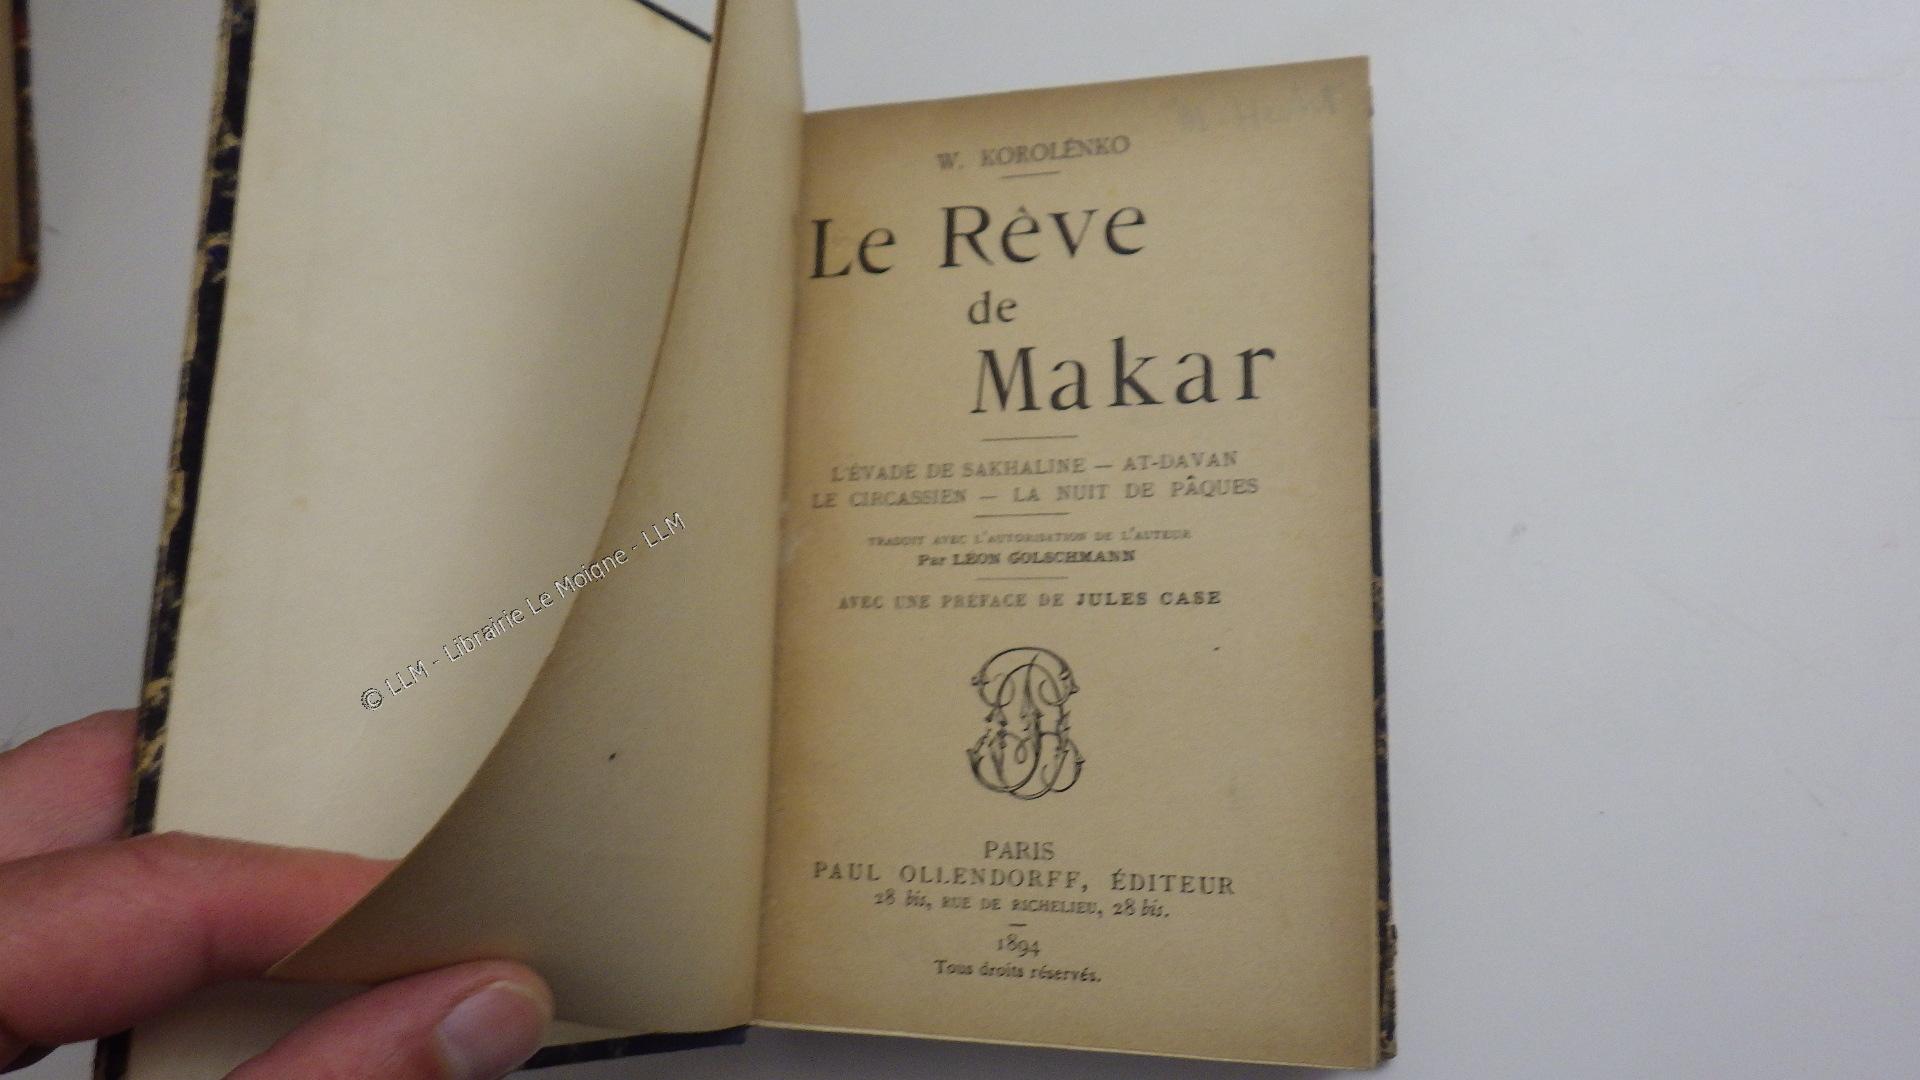 W. KOROLÉNKO
Le Rêve
de
Makar
L'ÉVADÉ DE SAKHALINE — AT-DAVAN
LE CIRCASSIEN — LA NUIT DE PÂQUES
TRADUIT AVEC L'AUTORISATION DE L'AUTEUR
Par LÉON GOLSCHMANN
AVEC UNE PRÉFACE DE JULES CASE
PARIS
PAUL OLLENDORFF, ÉDITEUR
28 bis, RUE DE RICHELIEU, 28 bis.
1894
Tous droits réservés.
© LLM - Librairie Le Moigne - LLM